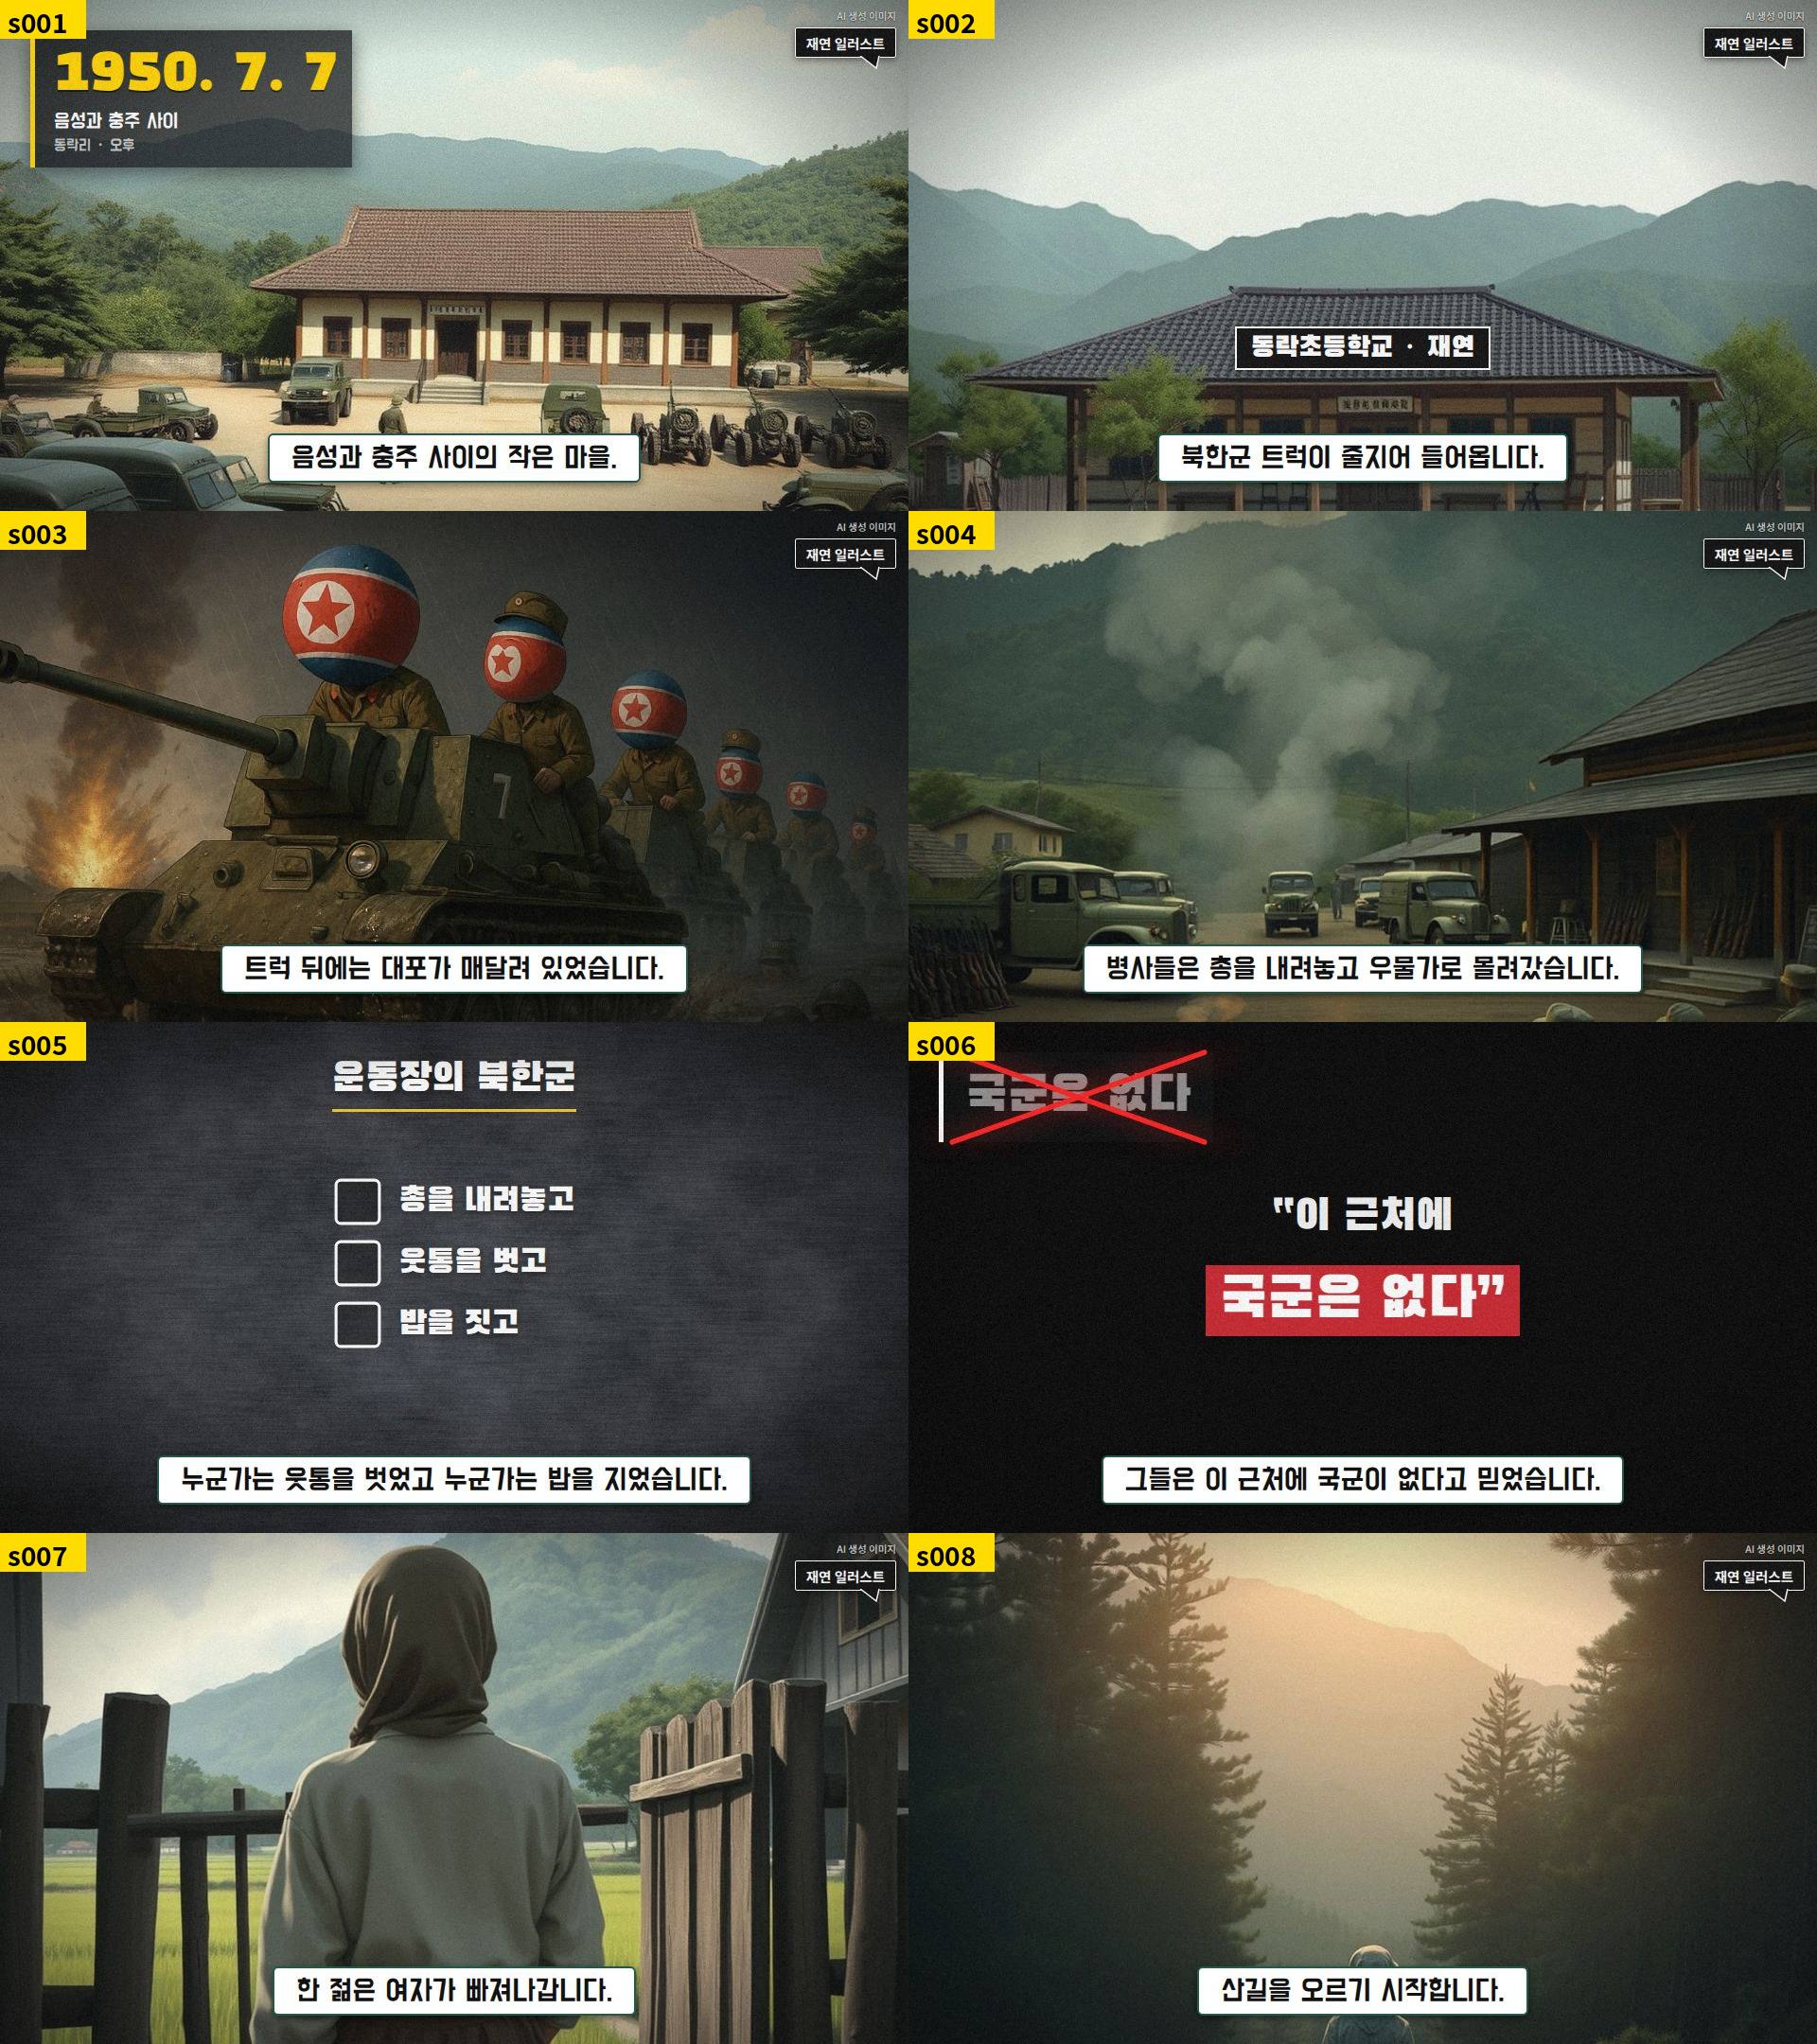 s001
1950. 7. 7
음성과 충주 사이
동락리 · 오후
AI 생성 이미지
재연 일러스트
음성과 충주 사이의 작은 마을.
s002
AI 생성 이미지
재연 일러스트
동락초등학교 · 재연
북한군 트럭이 줄지어 들어옵니다.
s003
AI 생성 이미지
재연 일러스트
7
트럭 뒤에는 대포가 매달려 있었습니다.
s004
AI 생성 이미지
재연 일러스트
병사들은 총을 내려놓고 우물가로 몰려갔습니다.
s005
운동장의 북한군
총을 내려놓고
웃통을 벗고
밥을 짓고
누군가는 웃통을 벗었고 누군가는 밥을 지었습니다.
s006
국군은 없다
"이 근처에
국군은 없다"
그들은 이 근처에 국군이 없다고 믿었습니다.
s007
AI 생성 이미지
재연 일러스트
한 젊은 여자가 빠져나갑니다.
s008
AI 생성 이미지
재연 일러스트
산길을 오르기 시작합니다.